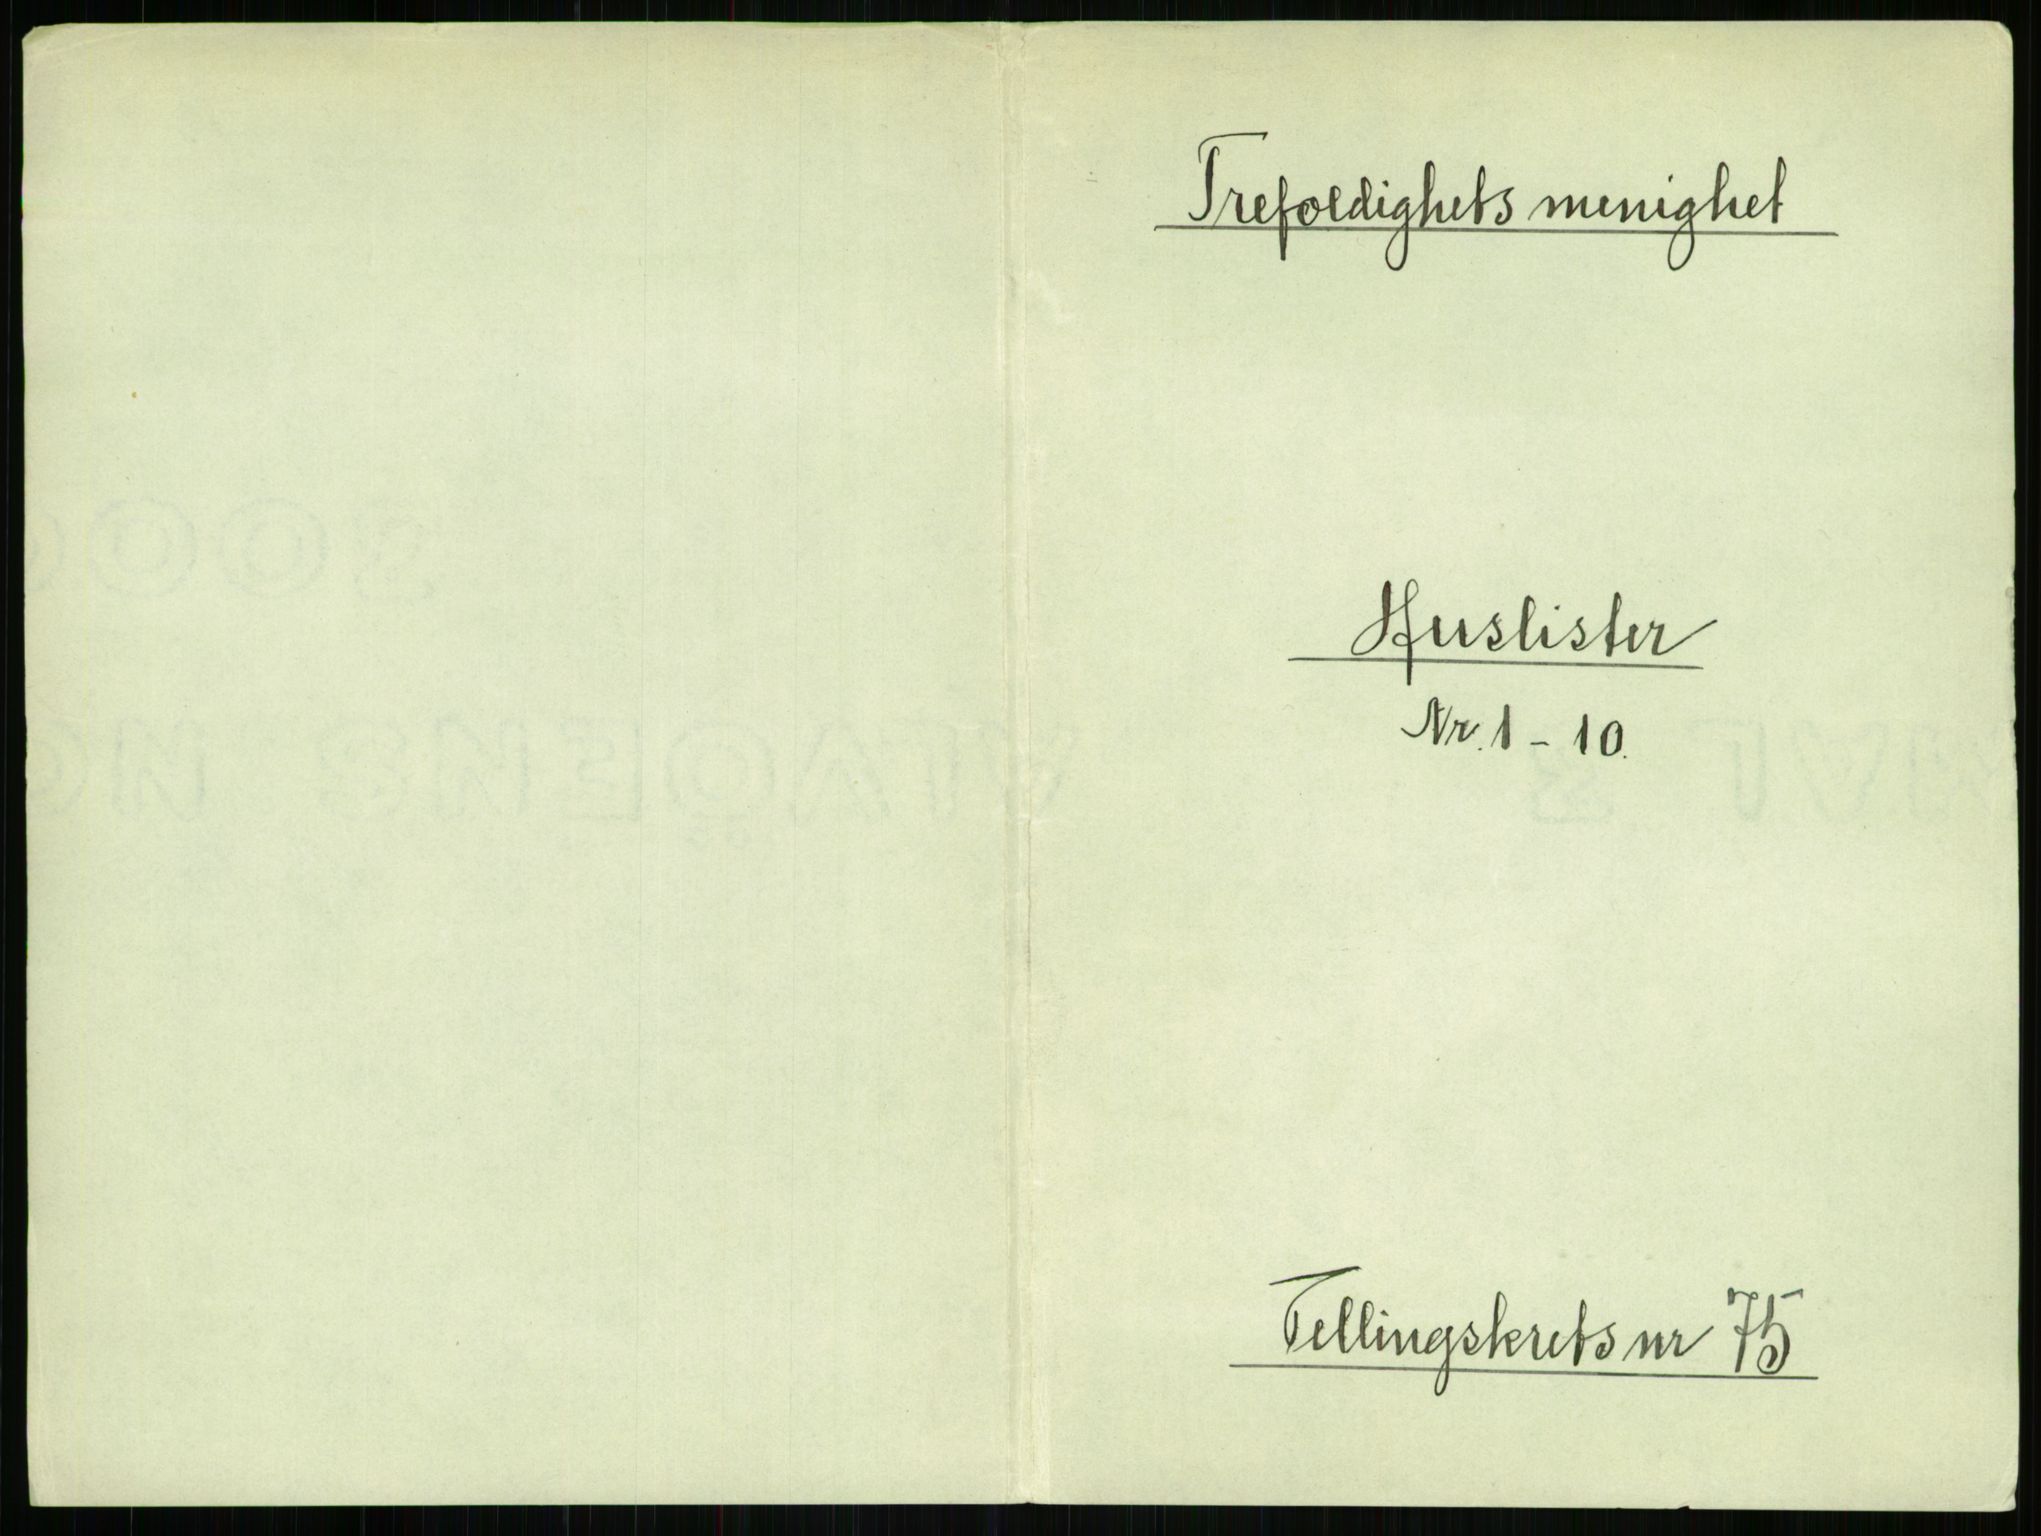 Trefoldighets menighet
Huslister
Nr. 1 - 10.
Tellingskrets nr 75